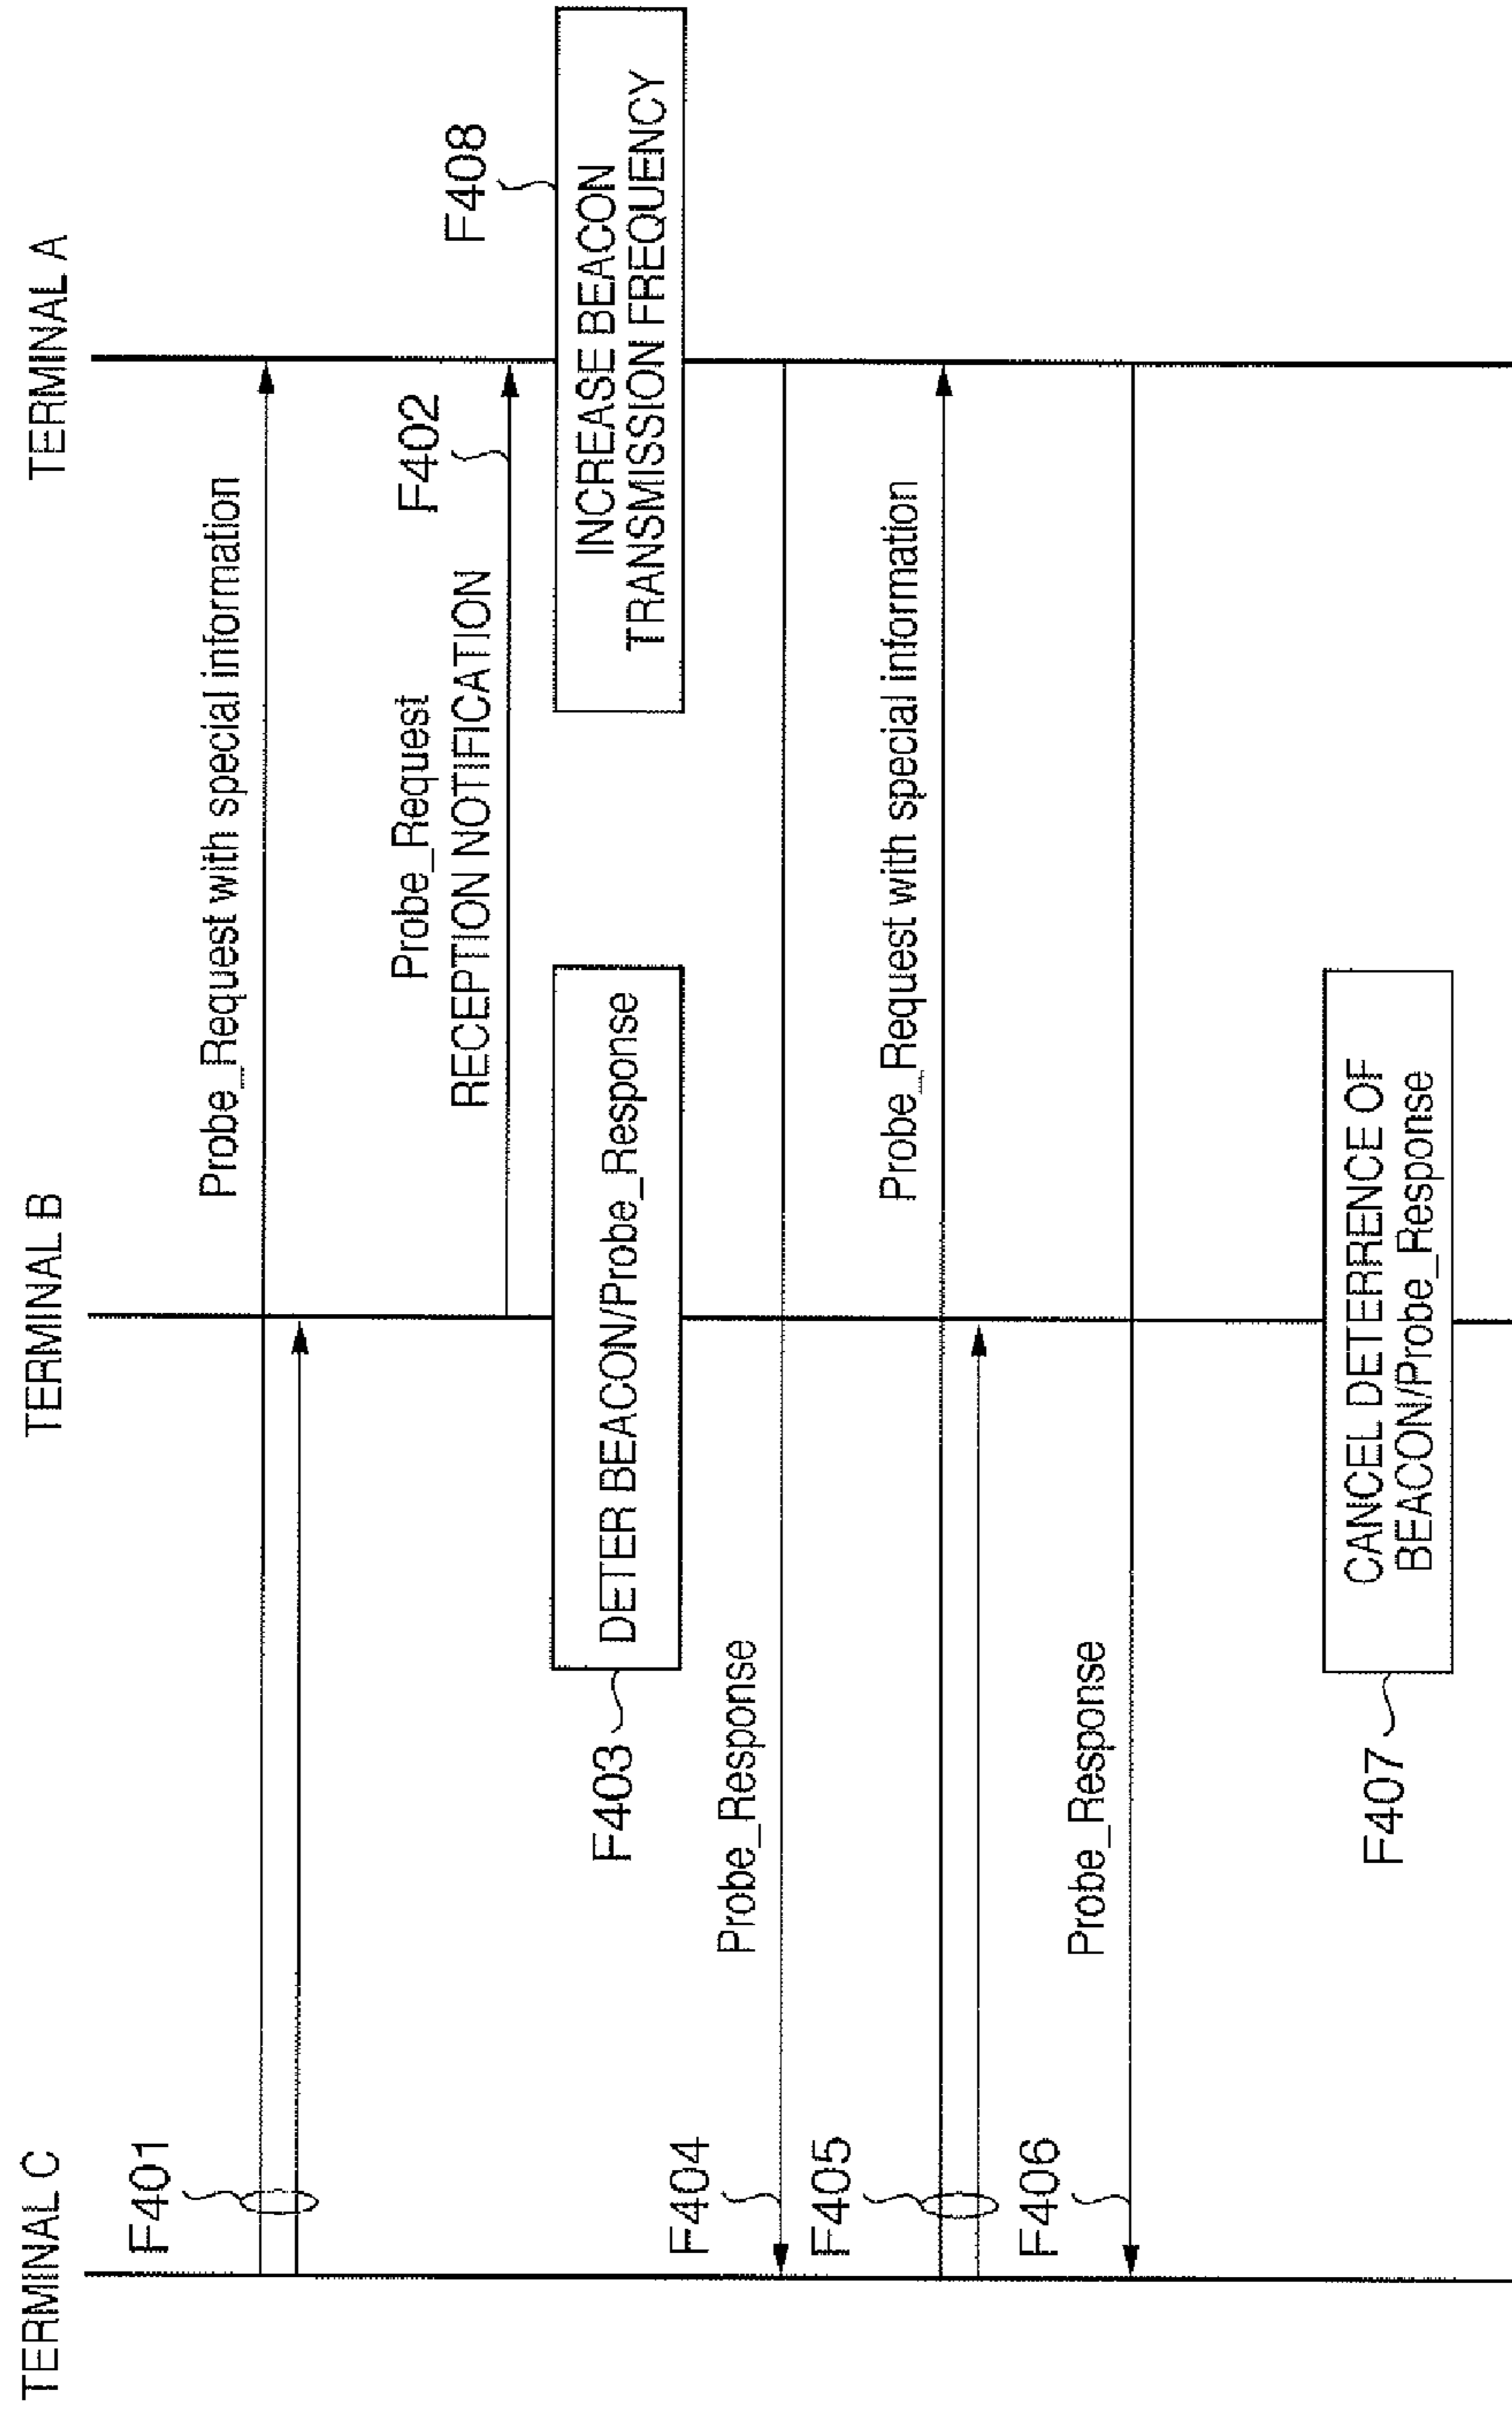 TERMINAL C
TERMINAL B
TERMINAL A
F401
Probe_Request with special information
Probe_Request
RECEPTION NOTIFICATION
F402
F403
DETER BEACON/Probe_Response
F408
INCREASE BEACON
TRANSMISSION FREQUENCY
F404
Probe_Response
F405
Probe_Request with special information
F406
Probe_Response
F407
CANCEL DETERRENCE OF
BEACON/Probe_Response